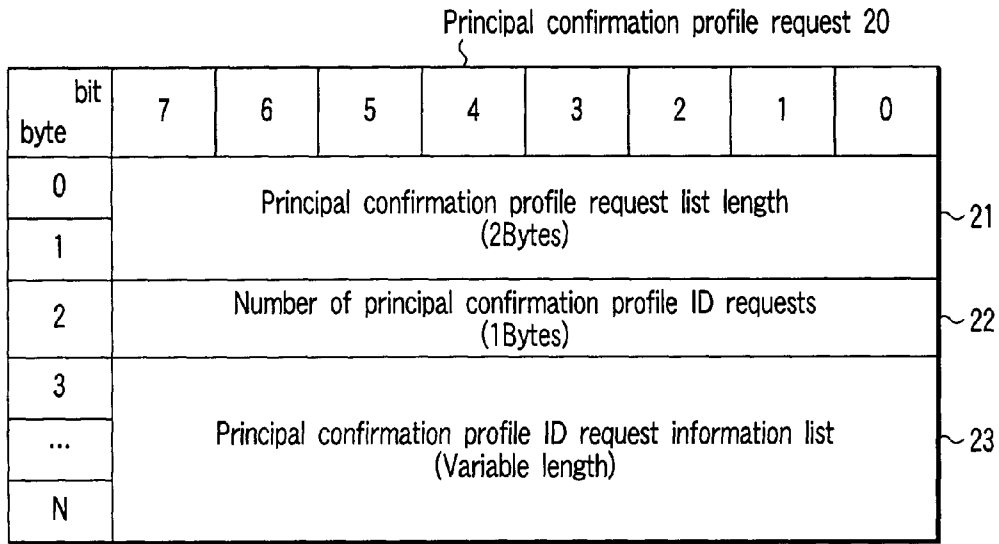 Principal confirmation profile request 20
bit
byte
7 6 5 4 3 2 1 0
0
Principal confirmation profile request list length
(2Bytes)
21
1
2
Number of principal confirmation profile ID requests
(1Bytes)
22
3
...
Principal confirmation profile ID request information list
(Variable length)
23
N